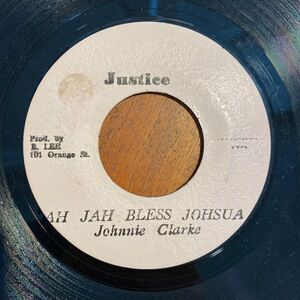 Justice
Prod. by
B. LEE
101 Orange St.
AH JAH BLESS JOHSUA
Johnnie Clarke